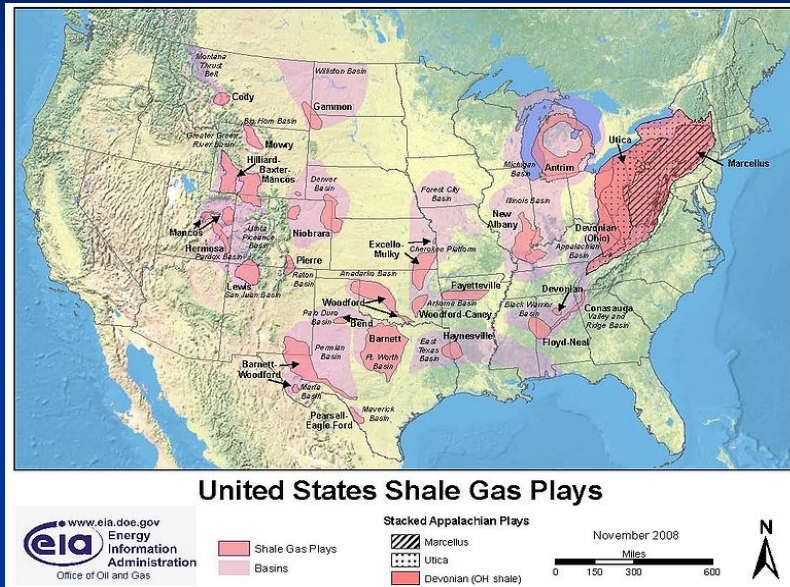 Montana
Thrust
Belt
Williston Basin
Cody
Gammon
Big Horn Basin
Greater Green
River Basin
Mowry
Hilliard-
Baxter-
Mancos
Denver
Basin
Niobrara
Mancos
Uinta
Piceance
Basin
Hermosa
Paradox Basin
Pierre
Lewis
San Juan Basin
Raton
Basin
Forest City
Basin
Excello-
Mulky
Cherokee Platform
Michigan
Basin
Antrim
Illinois Basin
New
Albany
Utica
Marcellus
Devonian
(Ohio)
Appalachian
Basin
Anadarko Basin
Woodford
Fayetteville
Arkoma Basin
Woodford-Caney
Palo Duro
Basin
Bend
Black Warrior
Basin
Devonian
Conasauga
Valley and
Ridge Basin
Floyd-Neal
Permian
Basin
Barnett
Ft. Worth
Basin
East
Texas
Basin
Haynesville
Barnett-
Woodford
Marfa
Basin
Pearsall-
Eagle Ford
Maverick
Basin
United States Shale Gas Plays
www.eia.doe.gov
eia
Energy
Information
Administration
Office of Oil and Gas
Shale Gas Plays
Basins
Stacked Appalachian Plays
Marcellus
Utica
Devonian (OH shale)
November 2008
Miles
0 150 300 600
N